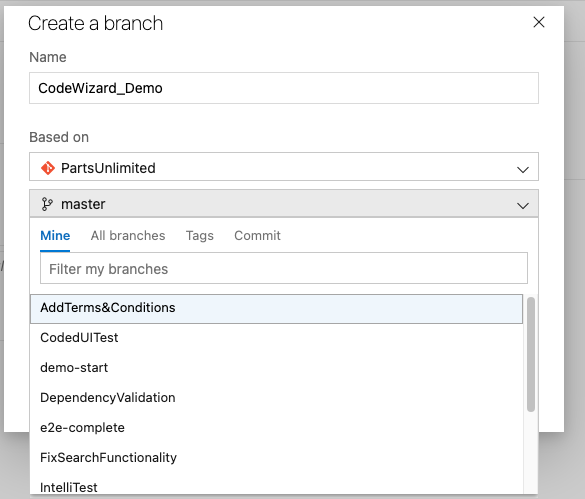 Create a branch
Name
CodeWizard_Demo
Based on
PartsUnlimited
master
Mine All branches Tags Commit
Filter my branches
AddTerms&Conditions
CodedUITest
demo-start
DependencyValidation
e2e-complete
FixSearchFunctionality
IntelliTest